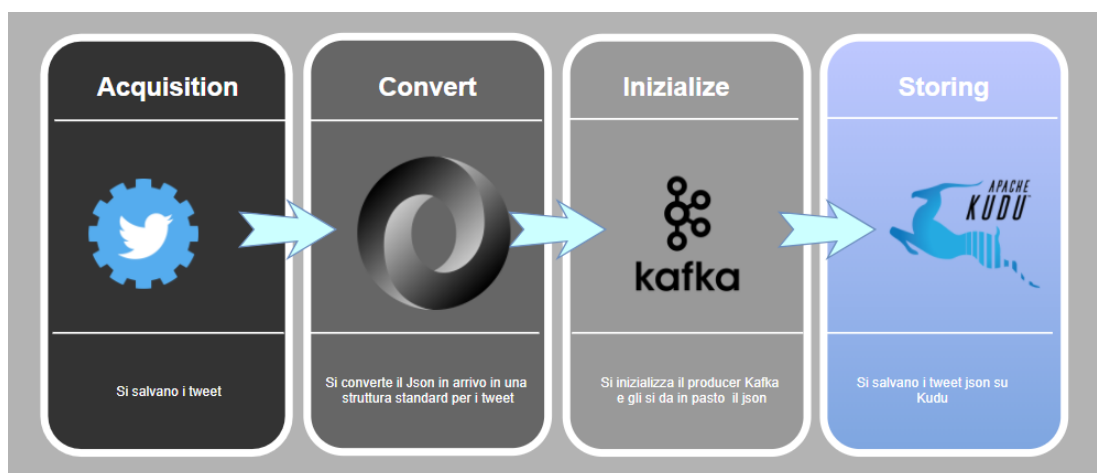 Acquisition
Convert
Inizialize
Storing
APACHE
KUDU™
kafka
Si salvano i tweet
Si converte il Json in arrivo in una
struttura standard per i tweet
Si inizializza il producer Kafka
e gli si da in pasto il json
Si salvano i tweet json su
Kudu